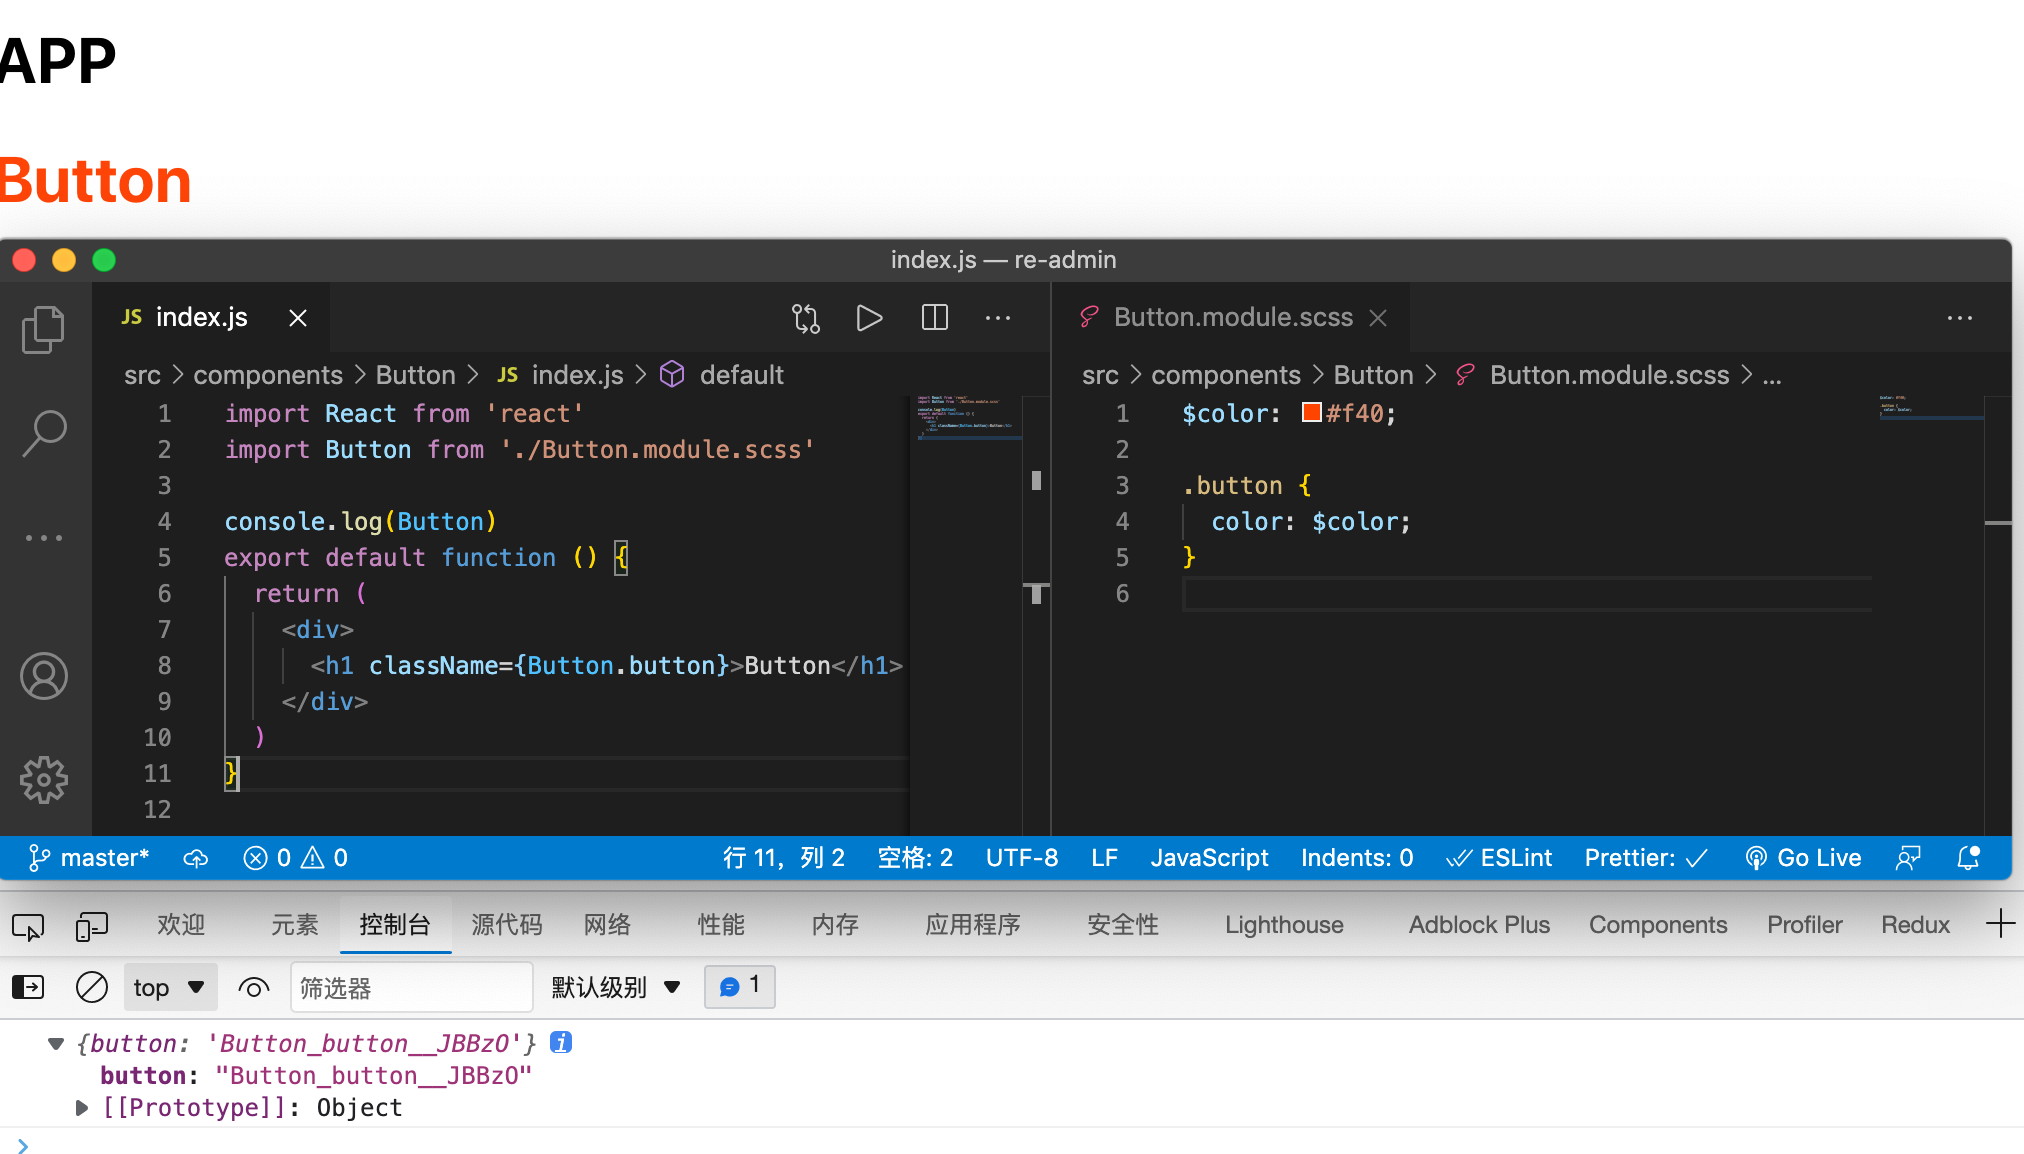 APP
Button
index.js — re-admin
JS index.js
src > components > Button > JS index.js > default
1 import React from 'react'
2 import Button from './Button.module.scss'
3
4 console.log(Button)
5 export default function () {
6 return (
7 <div>
8 <h1 className={Button.button}>Button</h1>
9 </div>
10 )
11 }
12
Button.module.scss
src > components > Button > Button.module.scss > ...
1 $color: #f40;
2
3 .button {
4 color: $color;
5 }
6
master* 0 0 行 11，列 2 空格: 2 UTF-8 LF JavaScript Indents: 0 ESLint Prettier: Go Live
欢迎 元素 控制台 源代码 网络 性能 内存 应用程序 安全性 Lighthouse Adblock Plus Components Profiler Redux
top 筛选器 默认级别 1
{button: 'Button_button__JBBzO'}
button: "Button_button__JBBzO"
[[Prototype]]: Object